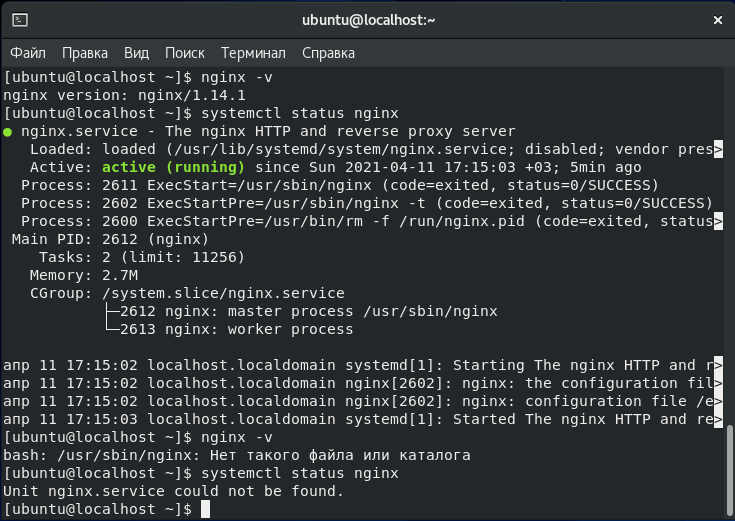 ubuntu@localhost:~
Файл Правка Вид Поиск Терминал Справка
[ubuntu@localhost ~]$ nginx -v
nginx version: nginx/1.14.1
[ubuntu@localhost ~]$ systemctl status nginx
● nginx.service - The nginx HTTP and reverse proxy server
   Loaded: loaded (/usr/lib/systemd/system/nginx.service; disabled; vendor pres>
   Active: active (running) since Sun 2021-04-11 17:15:03 +03; 5min ago
  Process: 2611 ExecStart=/usr/sbin/nginx (code=exited, status=0/SUCCESS)
  Process: 2602 ExecStartPre=/usr/sbin/nginx -t (code=exited, status=0/SUCCESS)
  Process: 2600 ExecStartPre=/usr/bin/rm -f /run/nginx.pid (code=exited, status>
 Main PID: 2612 (nginx)
    Tasks: 2 (limit: 11256)
   Memory: 2.7M
   CGroup: /system.slice/nginx.service
           ├─2612 nginx: master process /usr/sbin/nginx
           └─2613 nginx: worker process
апр 11 17:15:02 localhost.localdomain systemd[1]: Starting The nginx HTTP and r>
апр 11 17:15:02 localhost.localdomain nginx[2602]: nginx: the configuration fil>
апр 11 17:15:02 localhost.localdomain nginx[2602]: nginx: configuration file /e>
апр 11 17:15:03 localhost.localdomain systemd[1]: Started The nginx HTTP and re>
[ubuntu@localhost ~]$ nginx -v
bash: /usr/sbin/nginx: Нет такого файла или каталога
[ubuntu@localhost ~]$ systemctl status nginx
Unit nginx.service could not be found.
[ubuntu@localhost ~]$